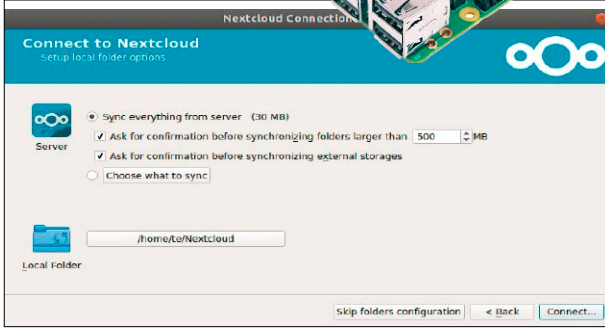 Nextcloud Connection
Connect to Nextcloud
Setup local folder options
Sync everything from server (30 MB)
Ask for confirmation before synchronizing folders larger than 500 MB
Server
Ask for confirmation before synchronizing external storages
Choose what to sync
/home/te/Nextcloud
Local Folder
Skip folders configuration
< Back
Connect...